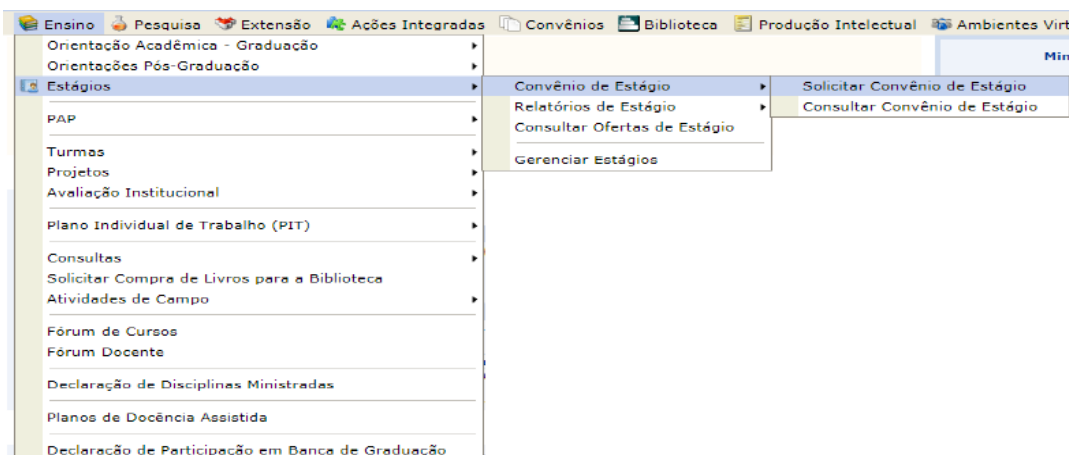 Ensino Pesquisa Extensão Ações Integradas Convênios Biblioteca Produção Intelectual Ambientes Virt
Min
Orientação Acadêmica - Graduação
Orientações Pós-Graduação
Estágios
PAP
Turmas
Projetos
Avaliação Institucional
Plano Individual de Trabalho (PIT)
Consultas
Solicitar Compra de Livros para a Biblioteca
Atividades de Campo
Fórum de Cursos
Fórum Docente
Declaração de Disciplinas Ministradas
Planos de Docência Assistida
Declaração de Participação em Banca de Graduação
Convênio de Estágio
Relatórios de Estágio
Consultar Ofertas de Estágio
Gerenciar Estágios
Solicitar Convênio de Estágio
Consultar Convênio de Estágio